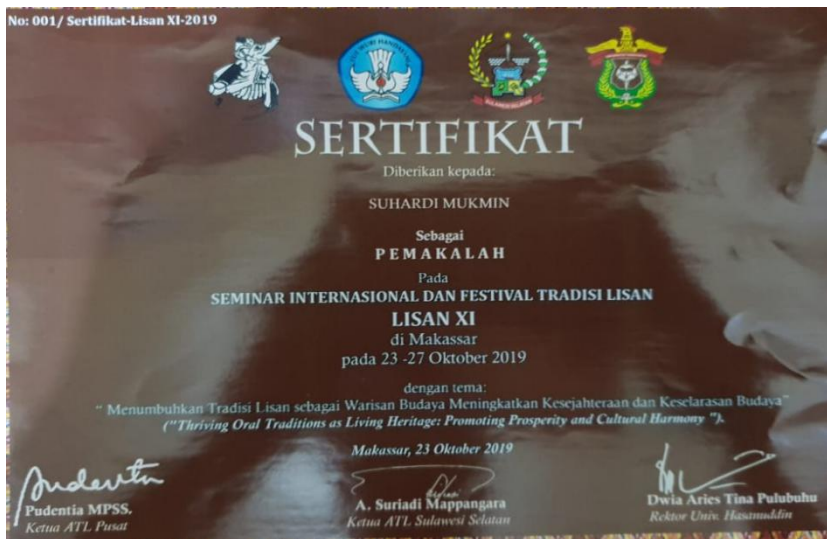 No: 001/ Sertifikat-Lisan XI-2019
SULAWESI SELATAN
SERTIFIKAT
Diberikan kepada:
SUHARDI MUKMIN
Sebagai
PEMAKALAH
Pada
SEMINAR INTERNASIONAL DAN FESTIVAL TRADISI LISAN
LISAN XI
di Makassar
pada 23 -27 Oktober 2019
dengan tema:
" Menumbuhkan Tradisi Lisan sebagai Warisan Budaya Meningkatkan Kesejahteraan dan Keselarasan Budaya"
("Thriving Oral Traditions as Living Heritage: Promoting Prosperity and Cultural Harmony ").
Makassar, 23 Oktober 2019
Pudentia MPSS.
Ketua ATL Pusat
A. Suriadi Mappangara
Ketua ATL Sulawesi Selatan
Dwia Aries Tina Pulubuhu
Rektor Univ. Hasanuddin